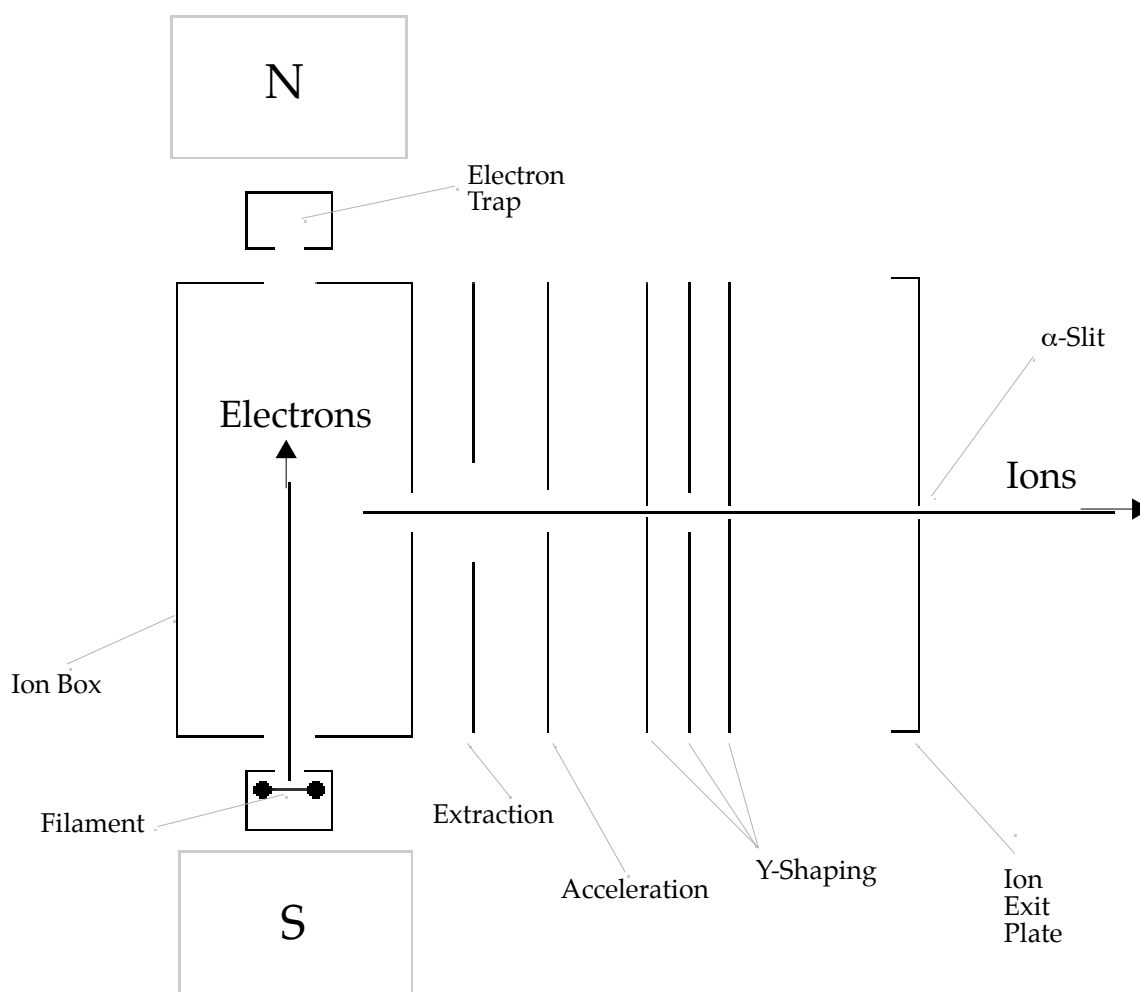 N
Electron
Trap
α-Slit
Electrons
Ions
Ion Box
Filament
Extraction
Acceleration
Y-Shaping
Ion
Exit
Plate
S